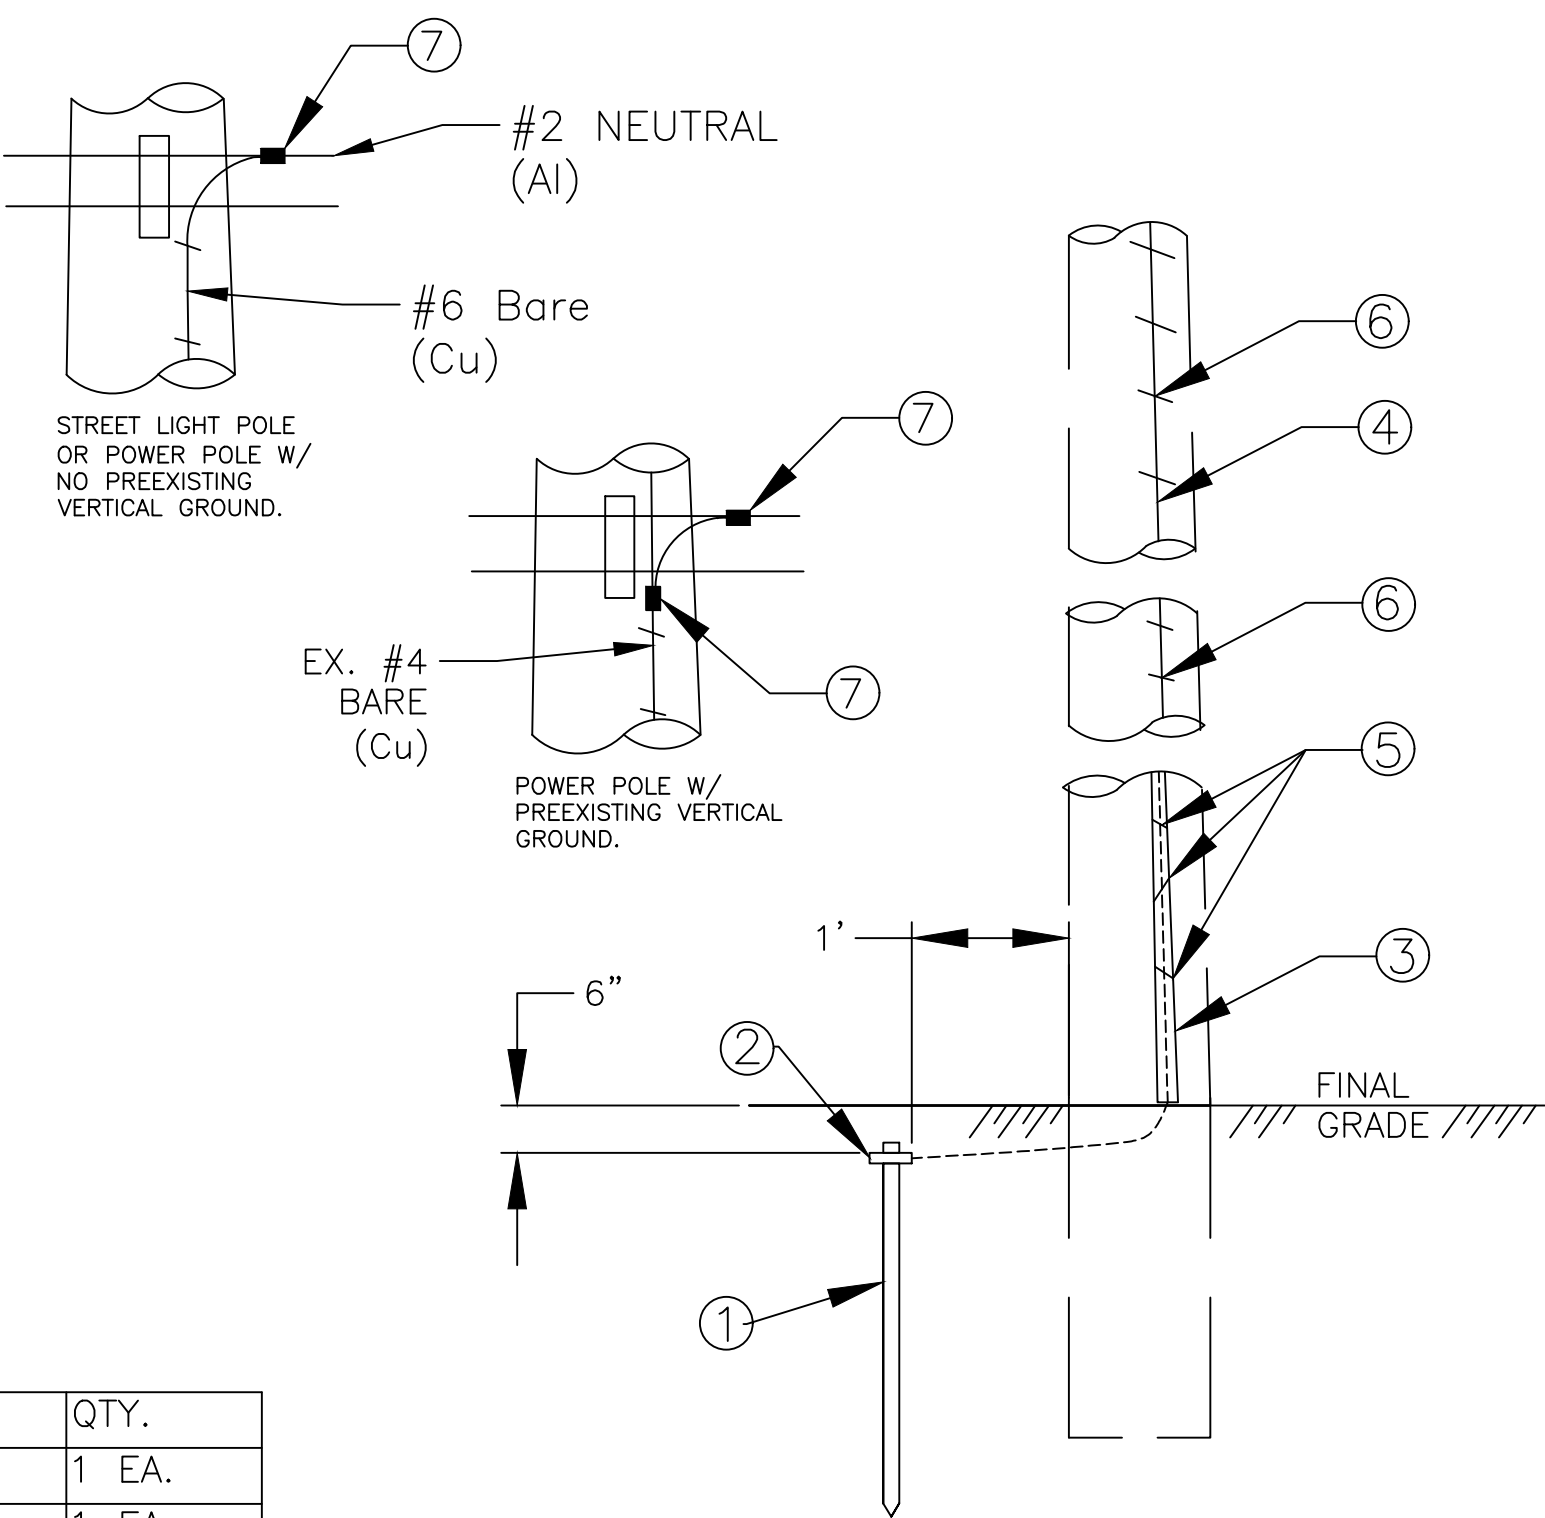 7
#2 NEUTRAL
(Al)
#6 Bare
(Cu)
STREET LIGHT POLE
OR POWER POLE W/
NO PREEXISTING
VERTICAL GROUND.
7
EX. #4
BARE
(Cu)
7
POWER POLE W/
PREEXISTING VERTICAL
GROUND.
6
4
6
5
3
1'
6"
2
FINAL
GRADE
1
QTY.
1 EA.
1 EA.